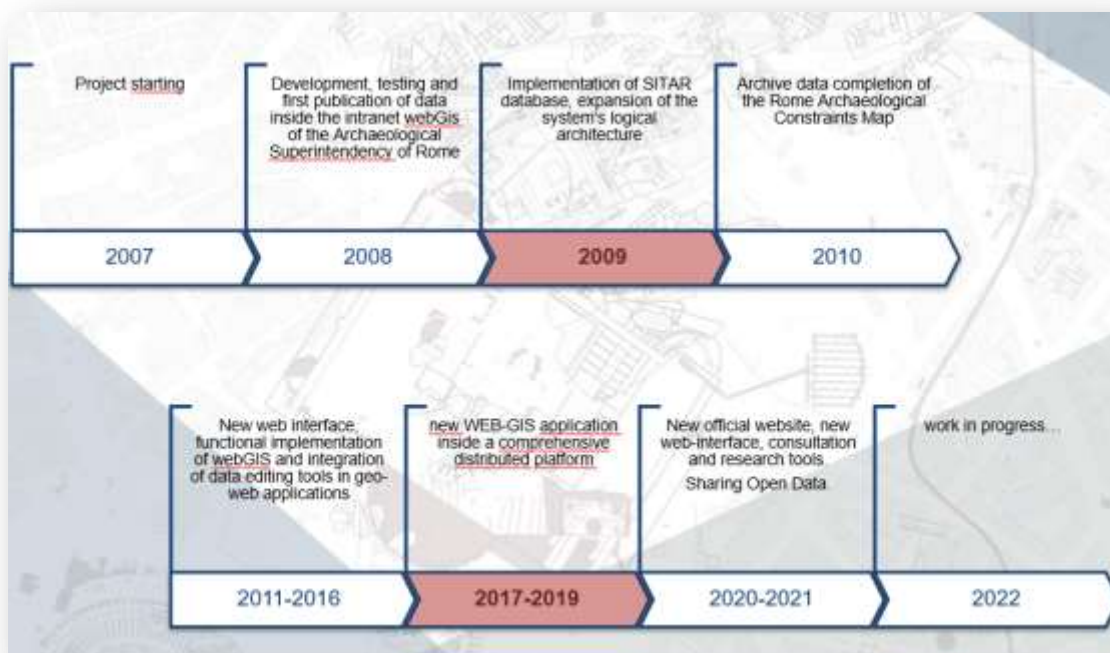 Project starting
Development, testing and
first publication of data
inside the intranet webGis
of the Archaeological
Superintendency of Rome
Implementation of SITAR
database, expansion of the
system's logical
architecture
Archive data completion of
the Rome Archaeological
Constraints Map
2007
2008
2009
2010
New web interface,
functional implementation
of webGIS and integration
of data editing tools in geo-
web applications
new WEB-GIS application
inside a comprehensive
distributed platform
New official website, new
web-interface, consultation
and research tools
Sharing Open Data
work in progress...
2011-2016
2017-2019
2020-2021
2022